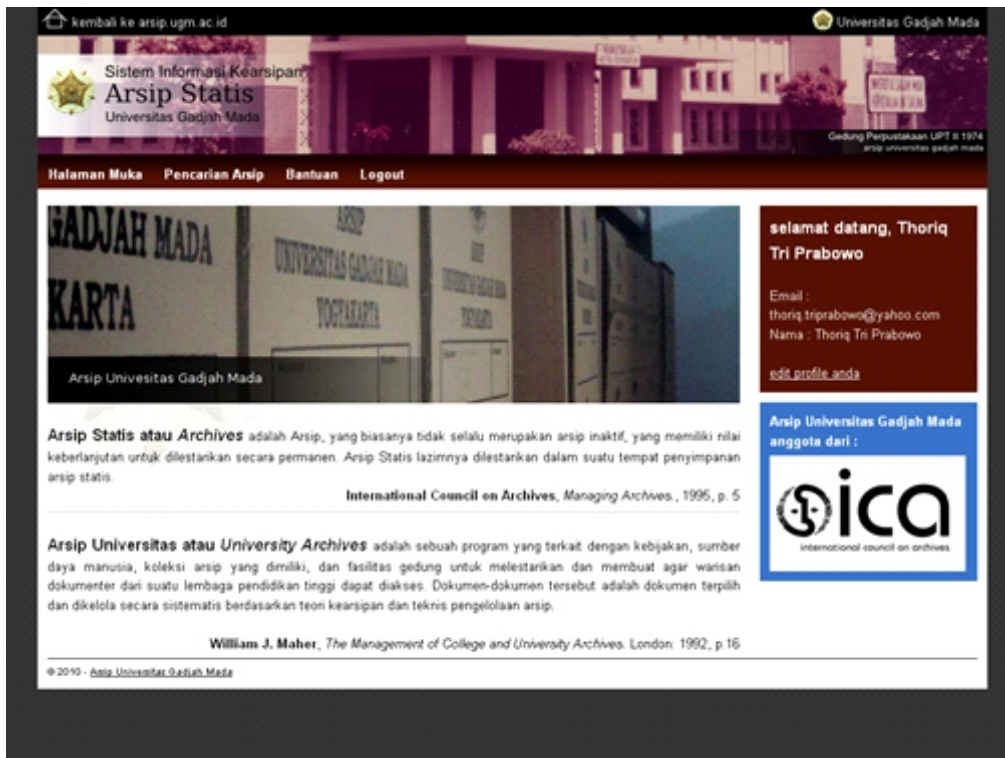 kembali ke arsip.ugm.ac.id
Universitas Gadjah Mada
Sistem Informasi Kearsipan
Arsip Statis
Universitas Gadjah Mada
Gedung Perpustakaan UPT II 1974
arsip universitas gadjah mada
Halaman Muka Pencarian Arsip Bantuan Logout
GADJAH MADA
KARTA
ARSIP
UNIVERSITAS GADJAH MADA
YOGYAKARTA
Arsip Univesitas Gadjah Mada
Arsip Statis atau Archives adalah Arsip, yang biasanya tidak selalu merupakan arsip inaktif, yang memiliki nilai
keberlanjutan untuk dilestarikan secara permanen. Arsip Statis lazimnya dilestarikan dalam suatu tempat penyimpanan
arsip statis.
International Council on Archives, Managing Archives., 1995, p. 5
Arsip Universitas atau University Archives adalah sebuah program yang terkait dengan kebijakan, sumber
daya manusia, koleksi arsip yang dimiliki, dan fasilitas gedung untuk melestarikan dan membuat agar warisan
dokumenter dari suatu lembaga pendidikan tinggi dapat diakses. Dokumen-dokumen tersebut adalah dokumen terpilih
dan dikelola secara sistematis berdasarkan teori kearsipan dan teknis pengelolaan arsip.
William J. Maher, The Management of College and University Archives. London: 1992, p.16
© 2010 - Arsip Universitas Gadjah Mada
selamat datang, Thoriq
Tri Prabowo
Email :
thoriq.triprabowo@yahoo.com
Nama : Thoriq Tri Prabowo
edit profile anda
Arsip Universitas Gadjah Mada
anggota dari :
ica
international council on archives